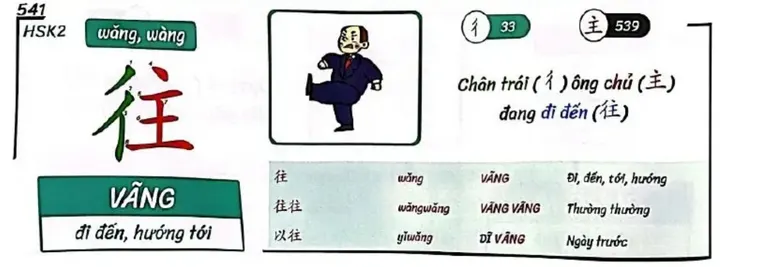 541
HSK2
wǎng, wàng
往
VÃNG
đi đến, hướng tới
彳 33
主 539
Chân trái (彳) ông chủ (主)
đang đi đến (往)
往 wǎng VÃNG Đi, đến, tới, hướng
往往 wǎngwǎng VÃNG VÃNG Thường thường
以往 yǐwǎng DĨ VÃNG Ngày trước